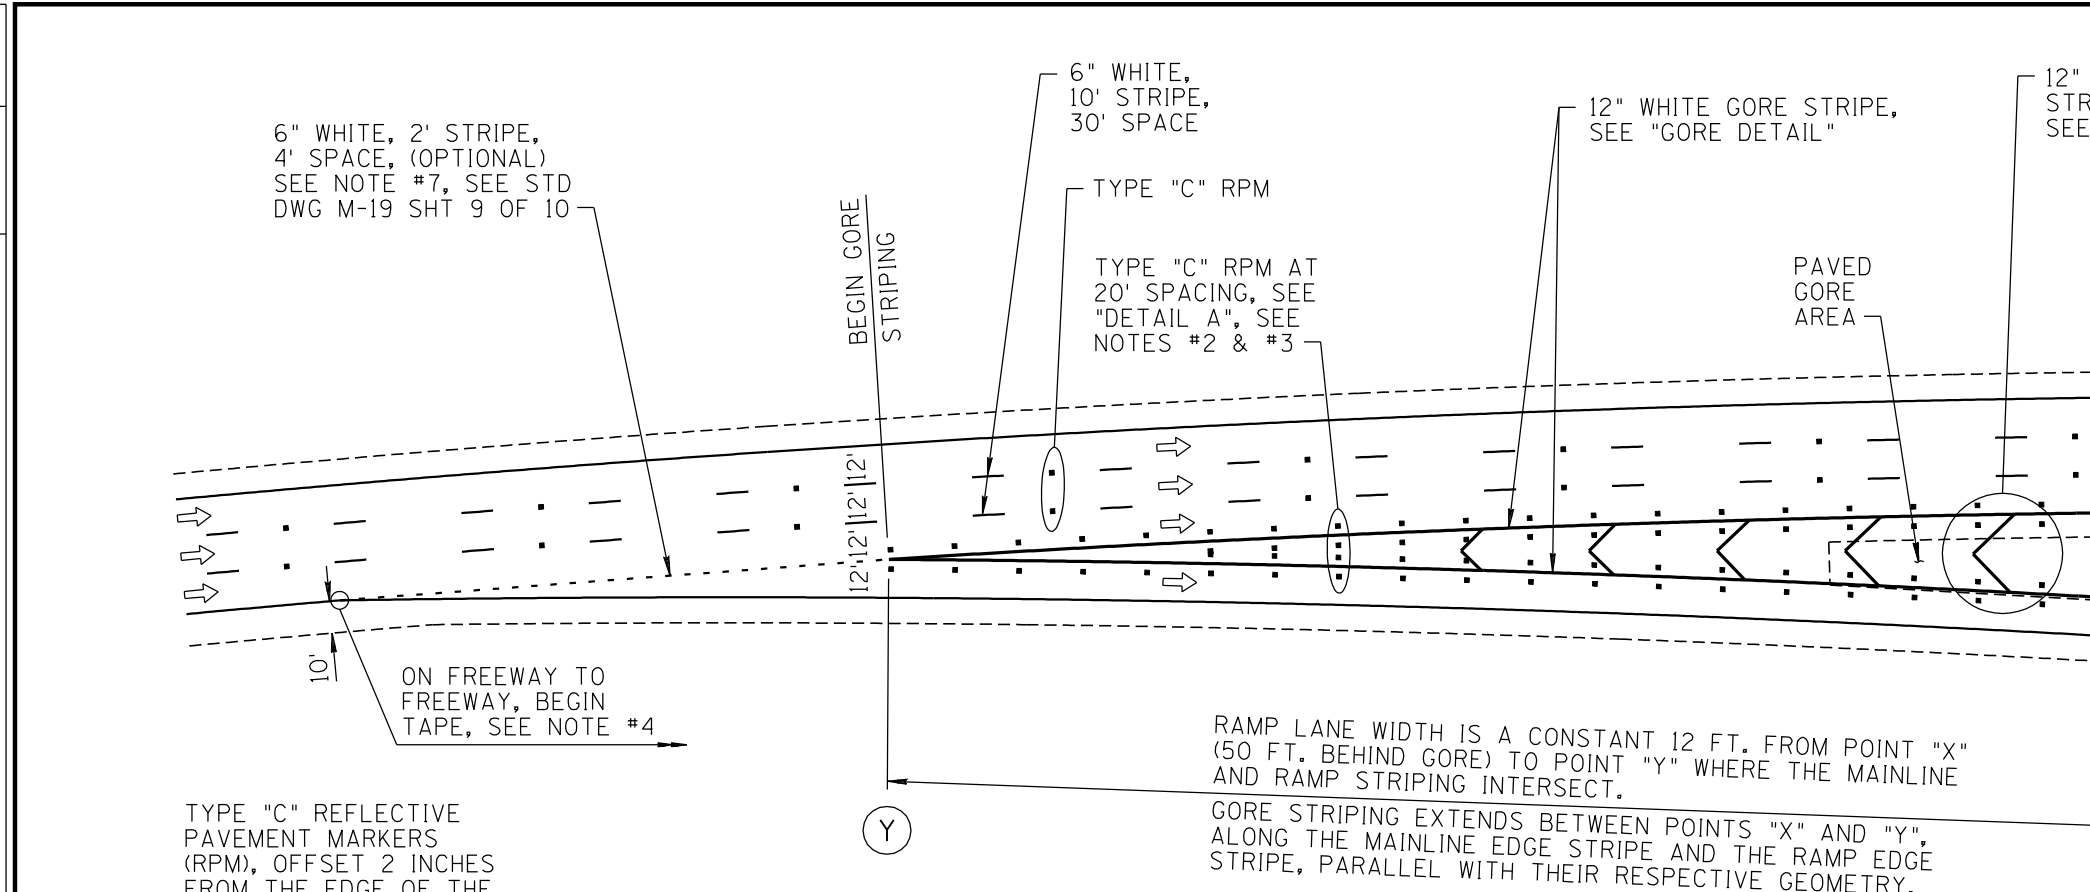 6" WHITE,
10' STRIPE,
30' SPACE
12"
STR
SEE
12" WHITE GORE STRIPE,
SEE "GORE DETAIL"
6" WHITE, 2' STRIPE,
4' SPACE, (OPTIONAL)
SEE NOTE #7, SEE STD
DWG M-19 SHT 9 OF 10
TYPE "C" RPM
BEGIN GORE
STRIPING
TYPE "C" RPM AT
20' SPACING, SEE
"DETAIL A", SEE
NOTES #2 & #3
PAVED
GORE
AREA
12'
12'
12'
12'
10'
ON FREEWAY TO
FREEWAY, BEGIN
TAPE, SEE NOTE #4
RAMP LANE WIDTH IS A CONSTANT 12 FT. FROM POINT "X"
(50 FT. BEHIND GORE) TO POINT "Y" WHERE THE MAINLINE
AND RAMP STRIPING INTERSECT.
GORE STRIPING EXTENDS BETWEEN POINTS "X" AND "Y",
ALONG THE MAINLINE EDGE STRIPE AND THE RAMP EDGE
STRIPE, PARALLEL WITH THEIR RESPECTIVE GEOMETRY.
Y
TYPE "C" REFLECTIVE
PAVEMENT MARKERS
(RPM), OFFSET 2 INCHES
FROM THE EDGE OF THE